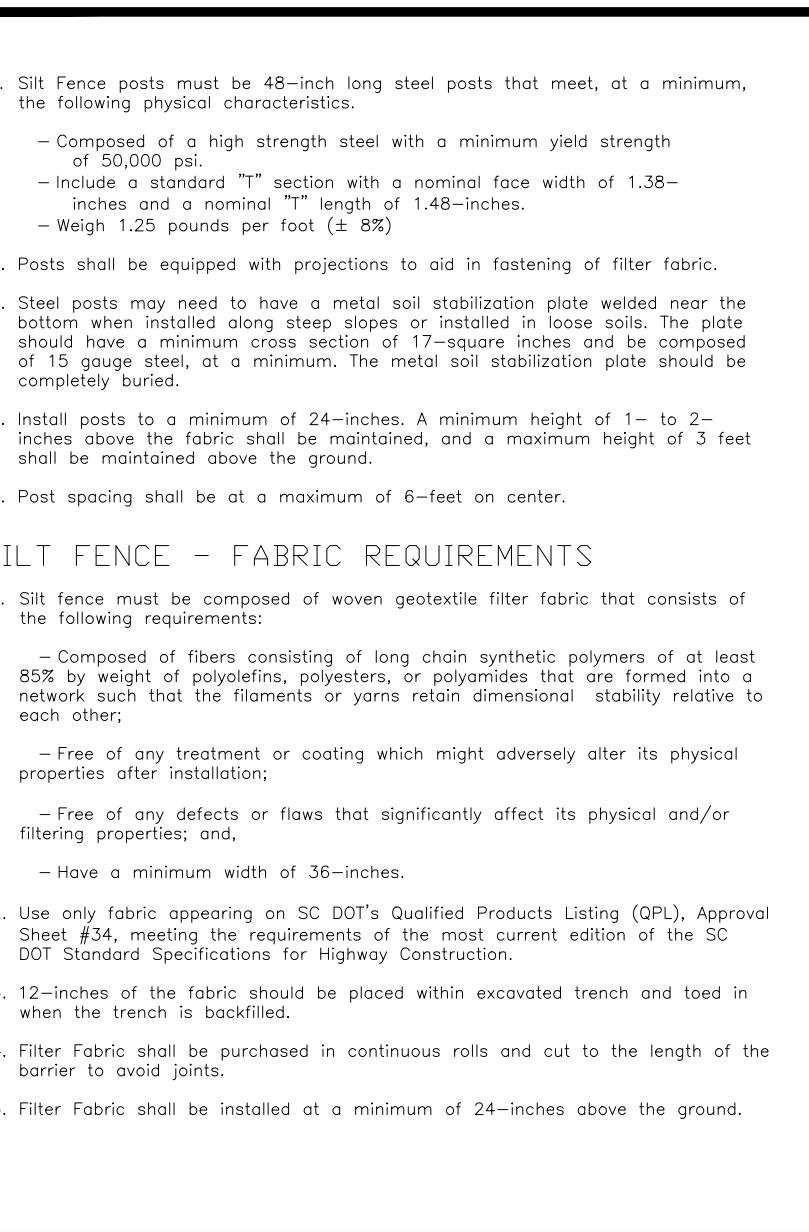 . Silt Fence posts must be 48-inch long steel posts that meet, at a minimum,
the following physical characteristics.
- Composed of a high strength steel with a minimum yield strength
of 50,000 psi.
- Include a standard "T" section with a nominal face width of 1.38-
inches and a nominal "T" length of 1.48-inches.
- Weigh 1.25 pounds per foot (± 8%)
. Posts shall be equipped with projections to aid in fastening of filter fabric.
. Steel posts may need to have a metal soil stabilization plate welded near the
bottom when installed along steep slopes or installed in loose soils. The plate
should have a minimum cross section of 17-square inches and be composed
of 15 gauge steel, at a minimum. The metal soil stabilization plate should be
completely buried.
. Install posts to a minimum of 24-inches. A minimum height of 1- to 2-
inches above the fabric shall be maintained, and a maximum height of 3 feet
shall be maintained above the ground.
. Post spacing shall be at a maximum of 6-feet on center.
ILT FENCE - FABRIC REQUIREMENTS
. Silt fence must be composed of woven geotextile filter fabric that consists of
the following requirements:
- Composed of fibers consisting of long chain synthetic polymers of at least
85% by weight of polyolefins, polyesters, or polyamides that are formed into a
network such that the filaments or yarns retain dimensional stability relative to
each other;
- Free of any treatment or coating which might adversely alter its physical
properties after installation;
- Free of any defects or flaws that significantly affect its physical and/or
filtering properties; and,
- Have a minimum width of 36-inches.
. Use only fabric appearing on SC DOT's Qualified Products Listing (QPL), Approval
Sheet #34, meeting the requirements of the most current edition of the SC
DOT Standard Specifications for Highway Construction.
. 12-inches of the fabric should be placed within excavated trench and toed in
when the trench is backfilled.
. Filter Fabric shall be purchased in continuous rolls and cut to the length of the
barrier to avoid joints.
. Filter Fabric shall be installed at a minimum of 24-inches above the ground.